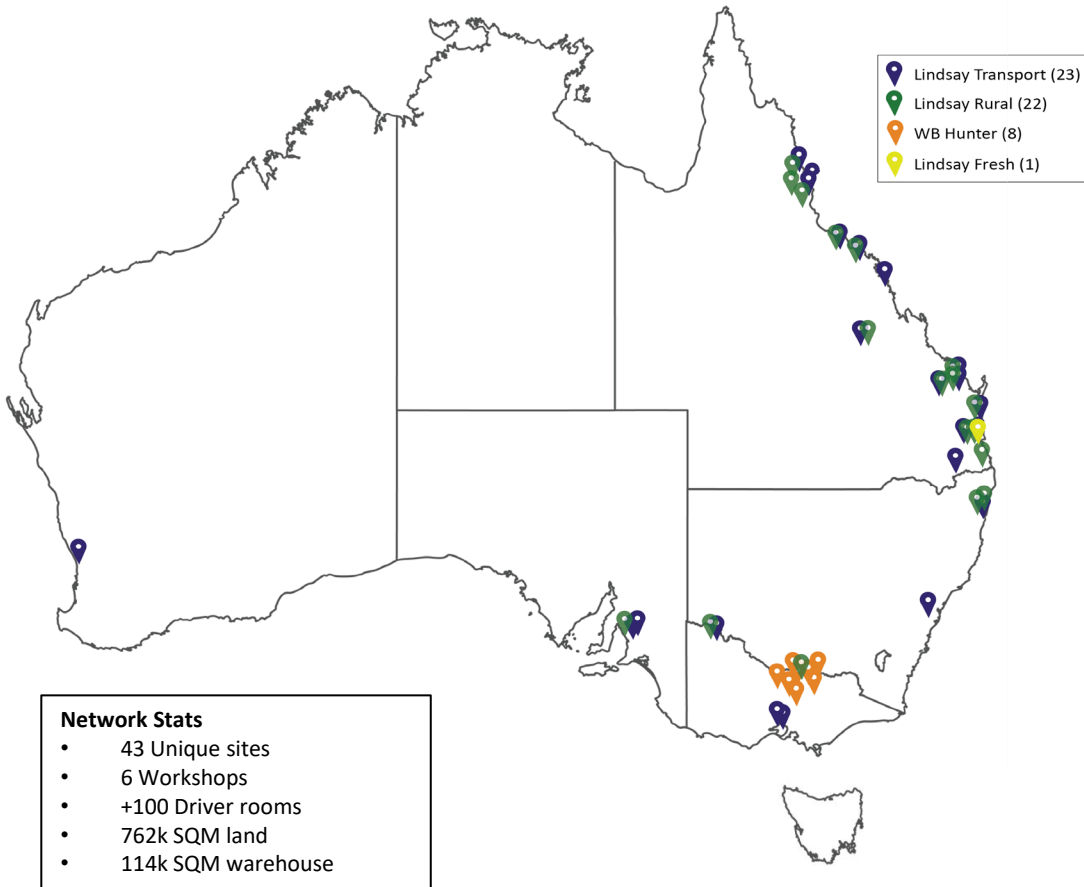 Lindsay Transport (23)
Lindsay Rural (22)
WB Hunter (8)
Lindsay Fresh (1)
Network Stats
• 43 Unique sites
• 6 Workshops
• +100 Driver rooms
• 762k SQM land
• 114k SQM warehouse